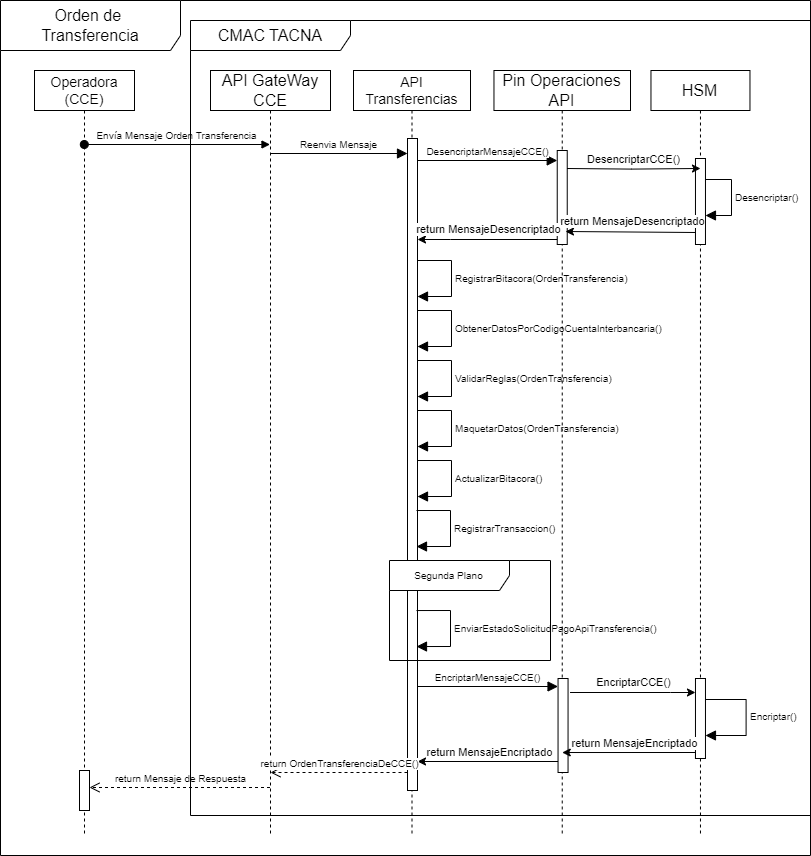 Orden de
Transferencia
CMAC TACNA
Operadora
(CCE)
API GateWay
CCE
API
Transferencias
Pin Operaciones
API
HSM
Envía Mensaje Orden Transferencia
Reenvia Mensaje
DesencriptarMensajeCCE()
DesencriptarCCE()
Desencriptar()
return MensajeDesencriptado
return MensajeDesencriptado
RegistrarBitacora(OrdenTransferencia)
ObtenerDatosPorCodigoCuentaInterbancaria()
ValidarReglas(OrdenTransferencia)
MaquetarDatos(OrdenTransferencia)
ActualizarBitacora()
RegistrarTransaccion()
Segunda Plano
EnviarEstadoSolicitudPagoApiTransferencia()
EncriptarMensajeCCE()
EncriptarCCE()
Encriptar()
return MensajeEncriptado
return MensajeEncriptado
return OrdenTransferenciaDeCCE()
return Mensaje de Respuesta